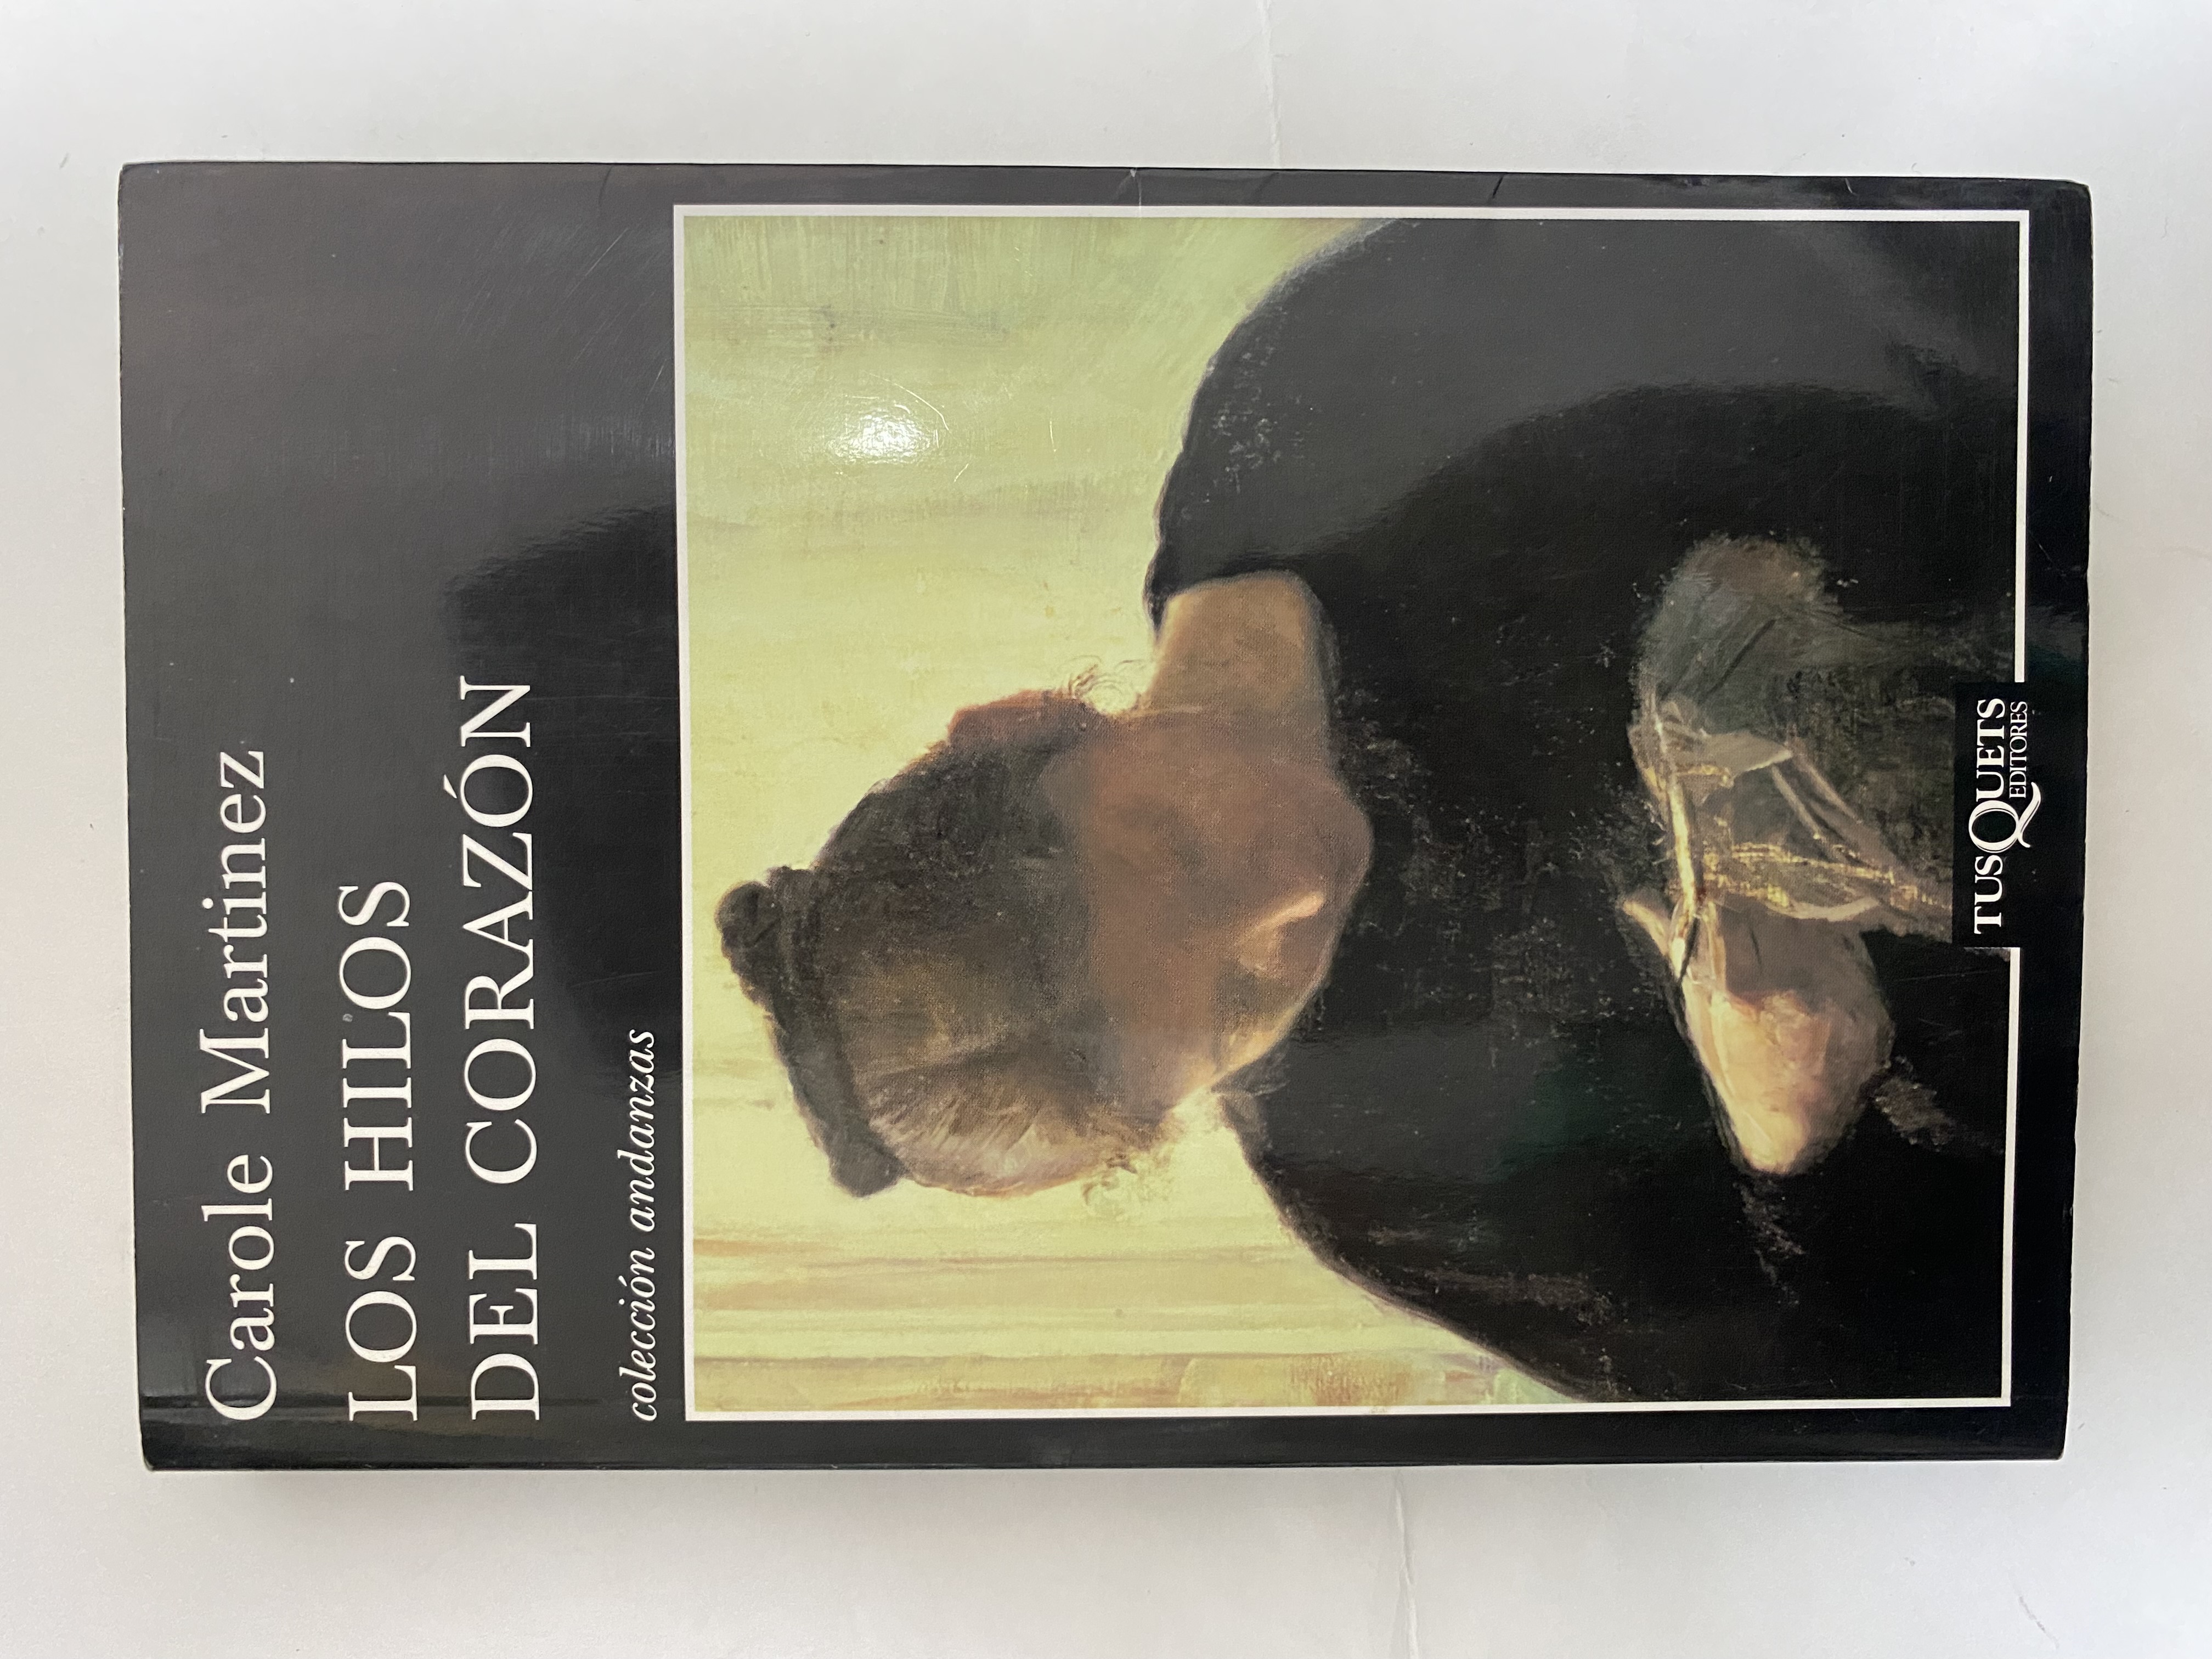 Carole Martinez
LOS HILOS
DEL CORAZÓN
colección andanzas
TUSQUETS
EDITORES